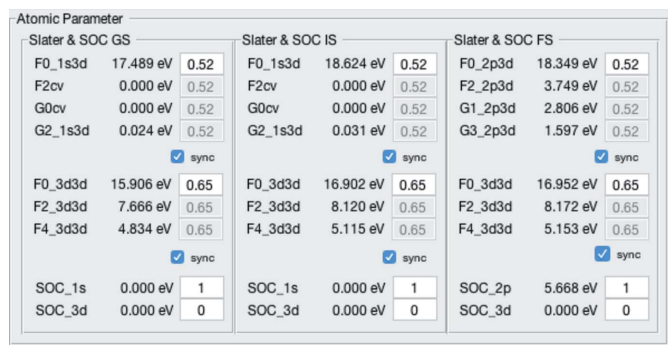 Atomic Parameter
Slater & SOC GS
F0_1s3d 17.489 eV 0.52
F2cv 0.000 eV 0.52
G0cv 0.000 eV 0.52
G2_1s3d 0.024 eV 0.52
sync
F0_3d3d 15.906 eV 0.65
F2_3d3d 7.666 eV 0.65
F4_3d3d 4.834 eV 0.65
sync
SOC_1s 0.000 eV 1
SOC_3d 0.000 eV 0
Slater & SOC IS
F0_1s3d 18.624 eV 0.52
F2cv 0.000 eV 0.52
G0cv 0.000 eV 0.52
G2_1s3d 0.031 eV 0.52
sync
F0_3d3d 16.902 eV 0.65
F2_3d3d 8.120 eV 0.65
F4_3d3d 5.115 eV 0.65
sync
SOC_1s 0.000 eV 1
SOC_3d 0.000 eV 0
Slater & SOC FS
F0_2p3d 18.349 eV 0.52
F2_2p3d 3.749 eV 0.52
G1_2p3d 2.806 eV 0.52
G3_2p3d 1.597 eV 0.52
sync
F0_3d3d 16.952 eV 0.65
F2_3d3d 8.172 eV 0.65
F4_3d3d 5.153 eV 0.65
sync
SOC_2p 5.668 eV 1
SOC_3d 0.000 eV 0